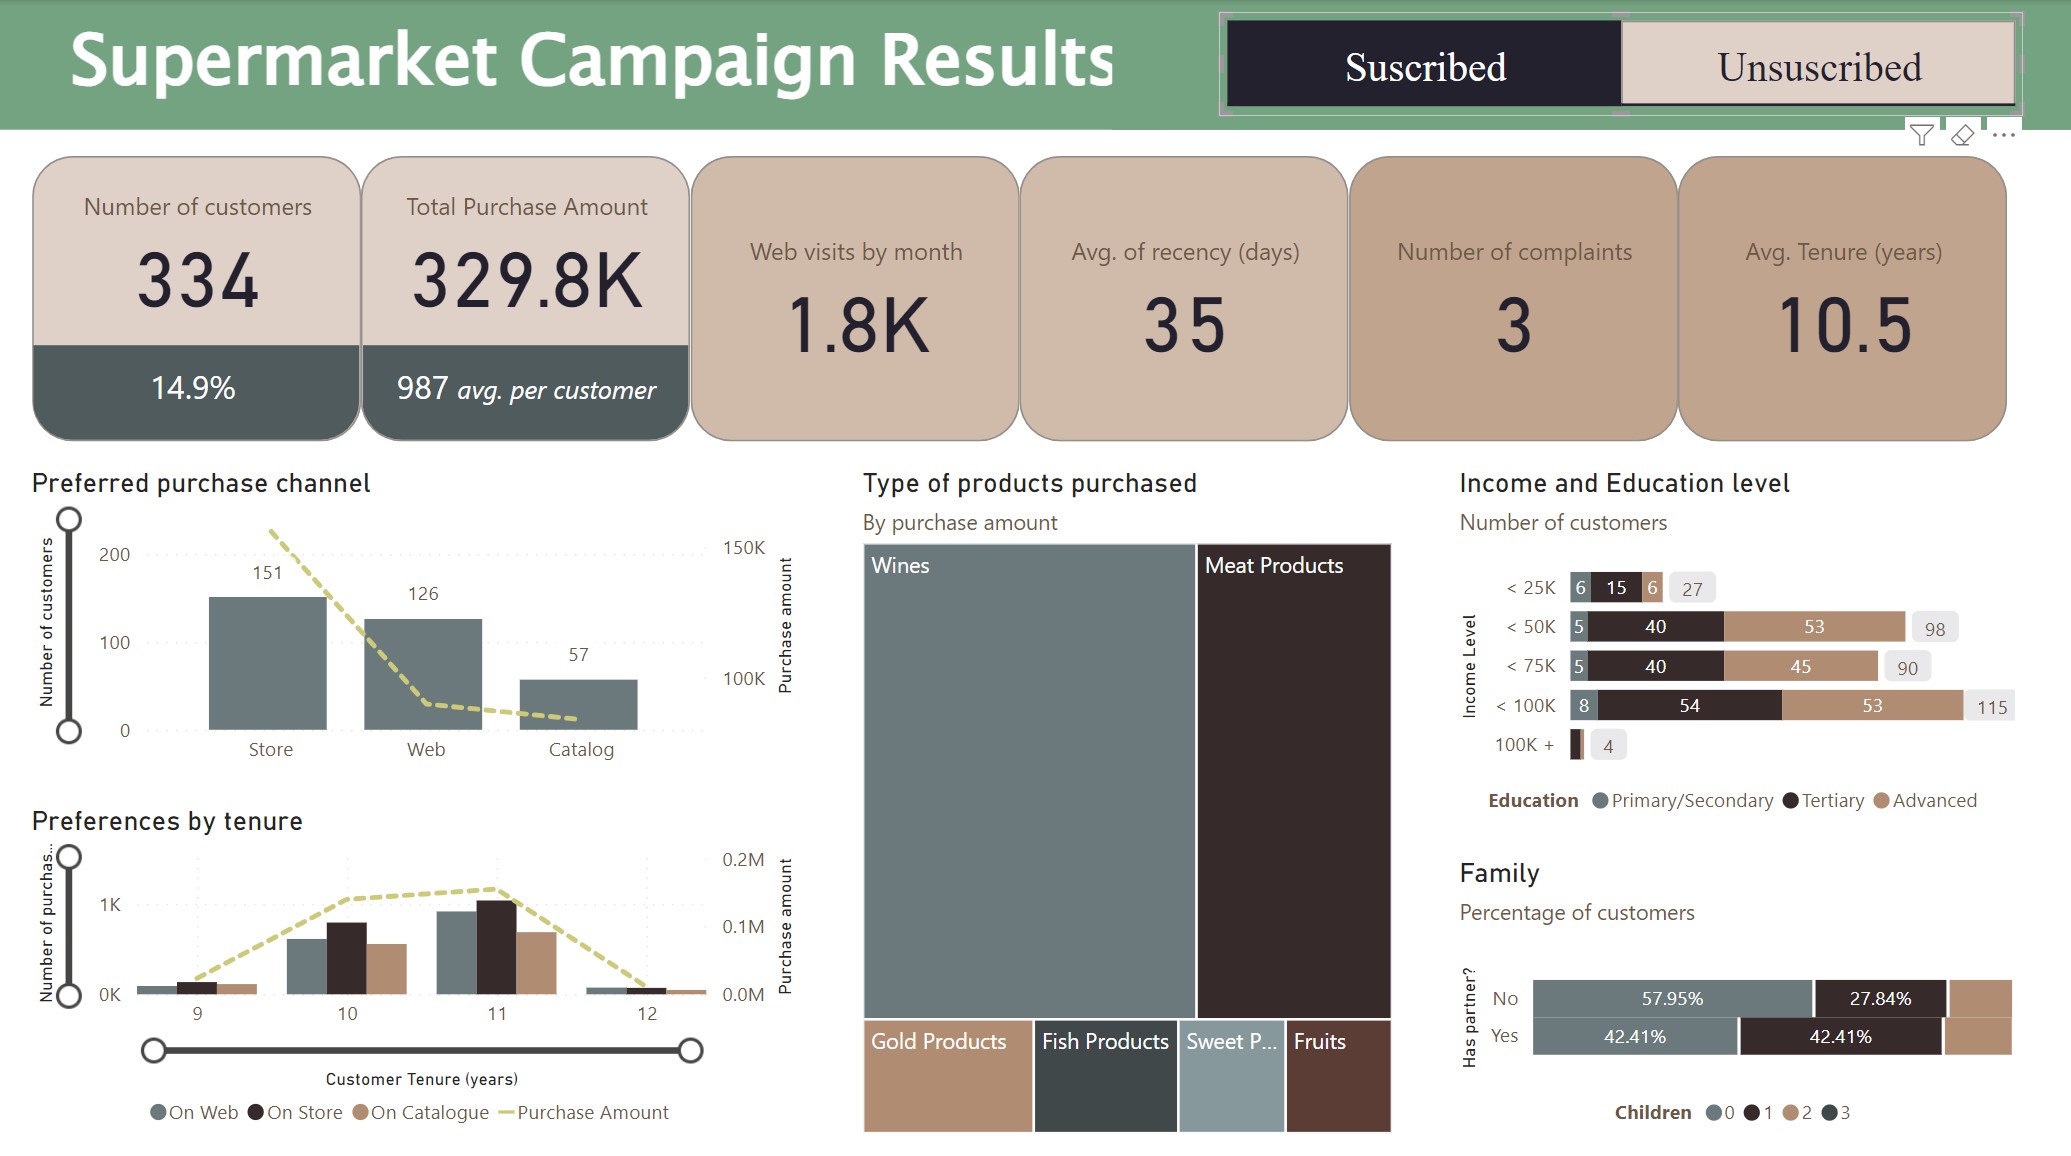 Supermarket Campaign Results
Suscribed
Unsuscribed
Number of customers
334
14.9%
Total Purchase Amount
329.8K
987 avg. per customer
Web visits by month
1.8K
Avg. of recency (days)
35
Number of complaints
3
Avg. Tenure (years)
10.5
Preferred purchase channel
Number of customers
200
100
0
151
126
57
Store
Web
Catalog
150K
100K
Purchase amount
Preferences by tenure
Number of purchas...
1K
0K
9
10
11
12
0.2M
0.1M
0.0M
Purchase amount
Customer Tenure (years)
On Web On Store On Catalogue Purchase Amount
Type of products purchased
By purchase amount
Wines
Meat Products
Gold Products
Fish Products
Sweet P...
Fruits
Income and Education level
Number of customers
Income Level
< 25K 6 15 6 27
< 50K 5 40 53 98
< 75K 5 40 45 90
< 100K 8 54 53 115
100K + 4
Education Primary/Secondary Tertiary Advanced
Family
Percentage of customers
Has partner?
No 57.95% 27.84%
Yes 42.41% 42.41%
Children 0 1 2 3